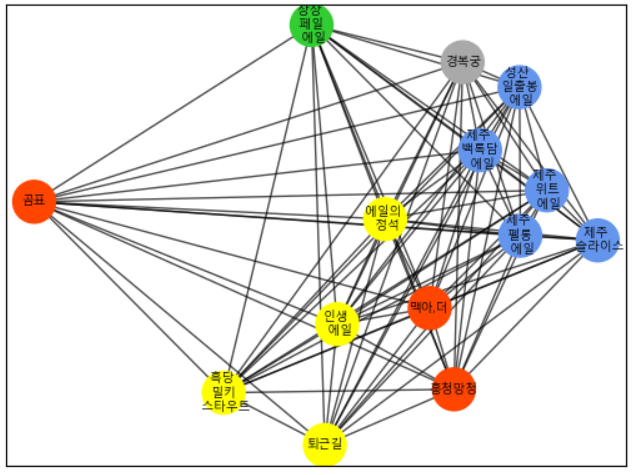 상상
페일
에일
경복궁
성산
일출봉
에일
제주
백록담
에일
제주
위트
에일
곰표
에일의
정석
제주
펠롱
에일
제주
슬라이스
맥아,더
인생
에일
흑당
밀키
스타우트
흥청망청
퇴근길